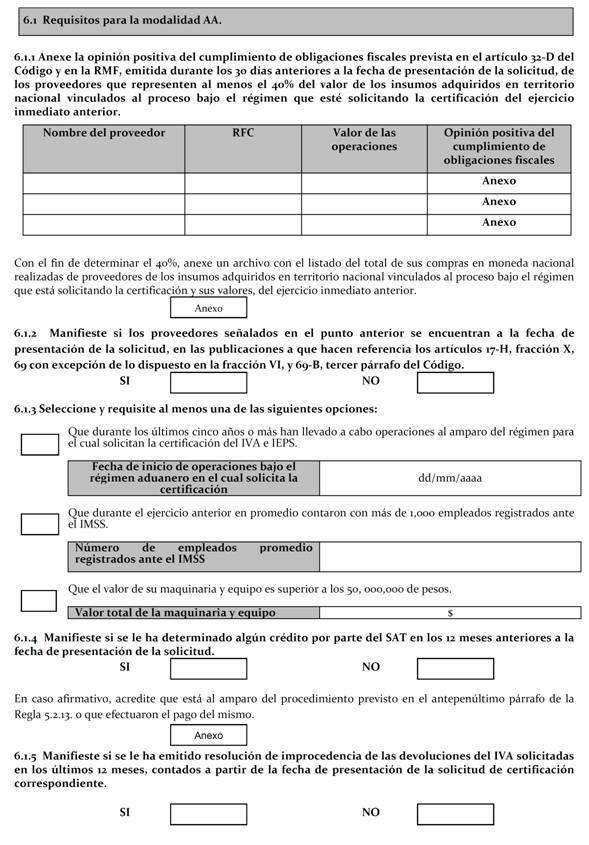 6.1 Requisitos para la modalidad AA.
6.1.1 Anexe la opinión positiva del cumplimiento de obligaciones fiscales prevista en el artículo 32-D del
Código y en la RMF, emitida durante los 30 días anteriores a la fecha de presentación de la solicitud, de
los proveedores que representen al menos el 40% del valor de los insumos adquiridos en territorio
nacional vinculados al proceso bajo el régimen que esté solicitando la certificación del ejercicio
inmediato anterior.
Nombre del proveedor RFC Valor de las operaciones Opinión positiva del cumplimiento de obligaciones fiscales
Anexo
Anexo
Anexo
Con el fin de determinar el 40%, anexe un archivo con el listado del total de sus compras en moneda nacional
realizadas de proveedores de los insumos adquiridos en territorio nacional vinculados al proceso bajo el régimen
que está solicitando la certificación y sus valores, del ejercicio inmediato anterior.
Anexo
6.1.2 Manifieste si los proveedores señalados en el punto anterior se encuentran a la fecha de
presentación de la solicitud, en las publicaciones a que hacen referencia los artículos 17-H, fracción X,
69 con excepción de lo dispuesto en la fracción VI, y 69-B, tercer párrafo del Código.
SI NO
6.1.3 Seleccione y requisite al menos una de las siguientes opciones:
Que durante los últimos cinco años o más han llevado a cabo operaciones al amparo del régimen para
el cual solicitan la certificación del IVA e IEPS.
Fecha de inicio de operaciones bajo el
régimen aduanero en el cual solicita la
certificación
dd/mm/aaaa
Que durante el ejercicio anterior en promedio contaron con más de 1,000 empleados registrados ante
el IMSS.
Número de empleados promedio
registrados ante el IMSS
Que el valor de su maquinaria y equipo es superior a los 50, 000,000 de pesos.
Valor total de la maquinaria y equipo $
6.1.4 Manifieste si se le ha determinado algún crédito por parte del SAT en los 12 meses anteriores a la
fecha de presentación de la solicitud.
SI NO
En caso afirmativo, acredite que está al amparo del procedimiento previsto en el antepenúltimo párrafo de la
Regla 5.2.13. o que efectuaron el pago del mismo.
Anexo
6.1.5 Manifieste si se le ha emitido resolución de improcedencia de las devoluciones del IVA solicitadas
en los últimos 12 meses, contados a partir de la fecha de presentación de la solicitud de certificación
correspondiente.
SI NO